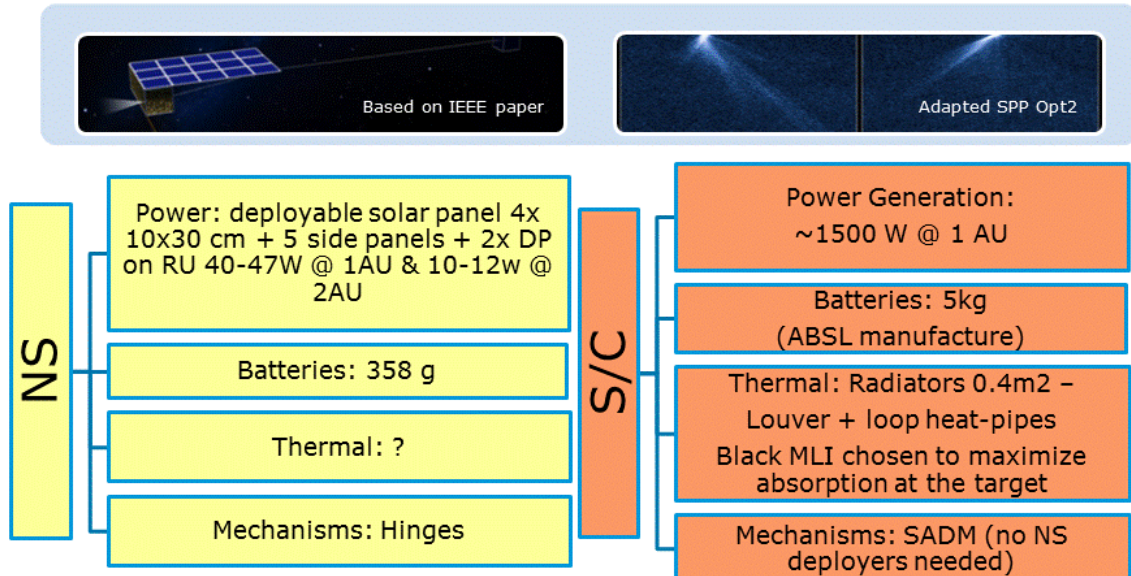 Based on IEEE paper
Adapted SPP Opt2
NS
Power: deployable solar panel 4x
10x30 cm + 5 side panels + 2x DP
on RU 40-47W @ 1AU & 10-12w @
2AU
Batteries: 358 g
Thermal: ?
Mechanisms: Hinges
S/C
Power Generation:
~1500 W @ 1 AU
Batteries: 5kg
(ABSL manufacture)
Thermal: Radiators 0.4m2 –
Louver + loop heat-pipes
Black MLI chosen to maximize
absorption at the target
Mechanisms: SADM (no NS
deployers needed)